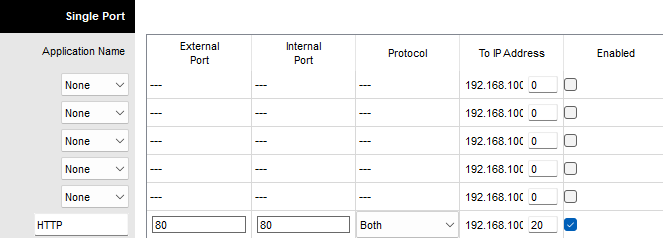 Single Port
Application Name External Port Internal Port Protocol To IP Address Enabled
None --- --- --- 192.168.100 0
None --- --- --- 192.168.100 0
None --- --- --- 192.168.100 0
None --- --- --- 192.168.100 0
None --- --- --- 192.168.100 0
HTTP 80 80 Both 192.168.100 20